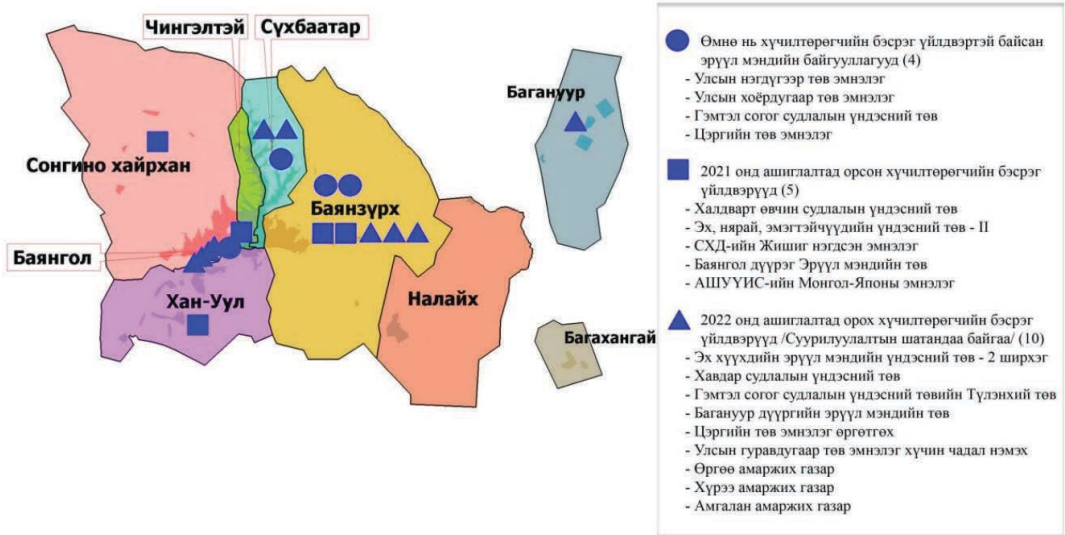 Чингэлтэй
Сүхбаатар
Багануур
Сонгино хайрхан
Баянзүрх
Баянгол
Хан-Уул
Налайх
Багахангай
Өмнө нь хүчилтөрөгчийн бэсрэг үйлдвэртэй байсан
эрүүл мэндийн байгууллагууд (4)
- Улсын нэгдүгээр төв эмнэлэг
- Улсын хоёрдугаар төв эмнэлэг
- Гэмтэл согог судлалын үндэсний төв
- Цэргийн төв эмнэлэг
2021 онд ашиглалтад орсон хүчилтөрөгчийн бэсрэг
үйлдвэрүүд (5)
- Халдварт өвчин судлалын үндэсний төв
- Эх, нярай, эмэгтэйчүүдийн үндэсний төв - II
- СХД-ийн Жишиг нэгдсэн эмнэлэг
- Баянгол дүүрэг Эрүүл мэндийн төв
- АШУҮИС-ийн Монгол-Японы эмнэлэг
2022 онд ашиглалтад орох хүчилтөрөгчийн бэсрэг
үйлдвэрүүд /Суурилуулалтын шатандаа байгаа/ (10)
- Эх хүүхдийн эрүүл мэндийн үндэсний төв - 2 ширхэг
- Хавдар судлалын үндэсний төв
- Гэмтэл согог судлалын үндэсний төвийн Түлэнхий төв
- Багануур дүүргийн эрүүл мэндийн төв
- Цэргийн төв эмнэлэг өргөтгөх
- Улсын гуравдугаар төв эмнэлэг хүчин чадал нэмэх
- Өргөө амаржих газар
- Хүрээ амаржих газар
- Амгалан амаржих газар